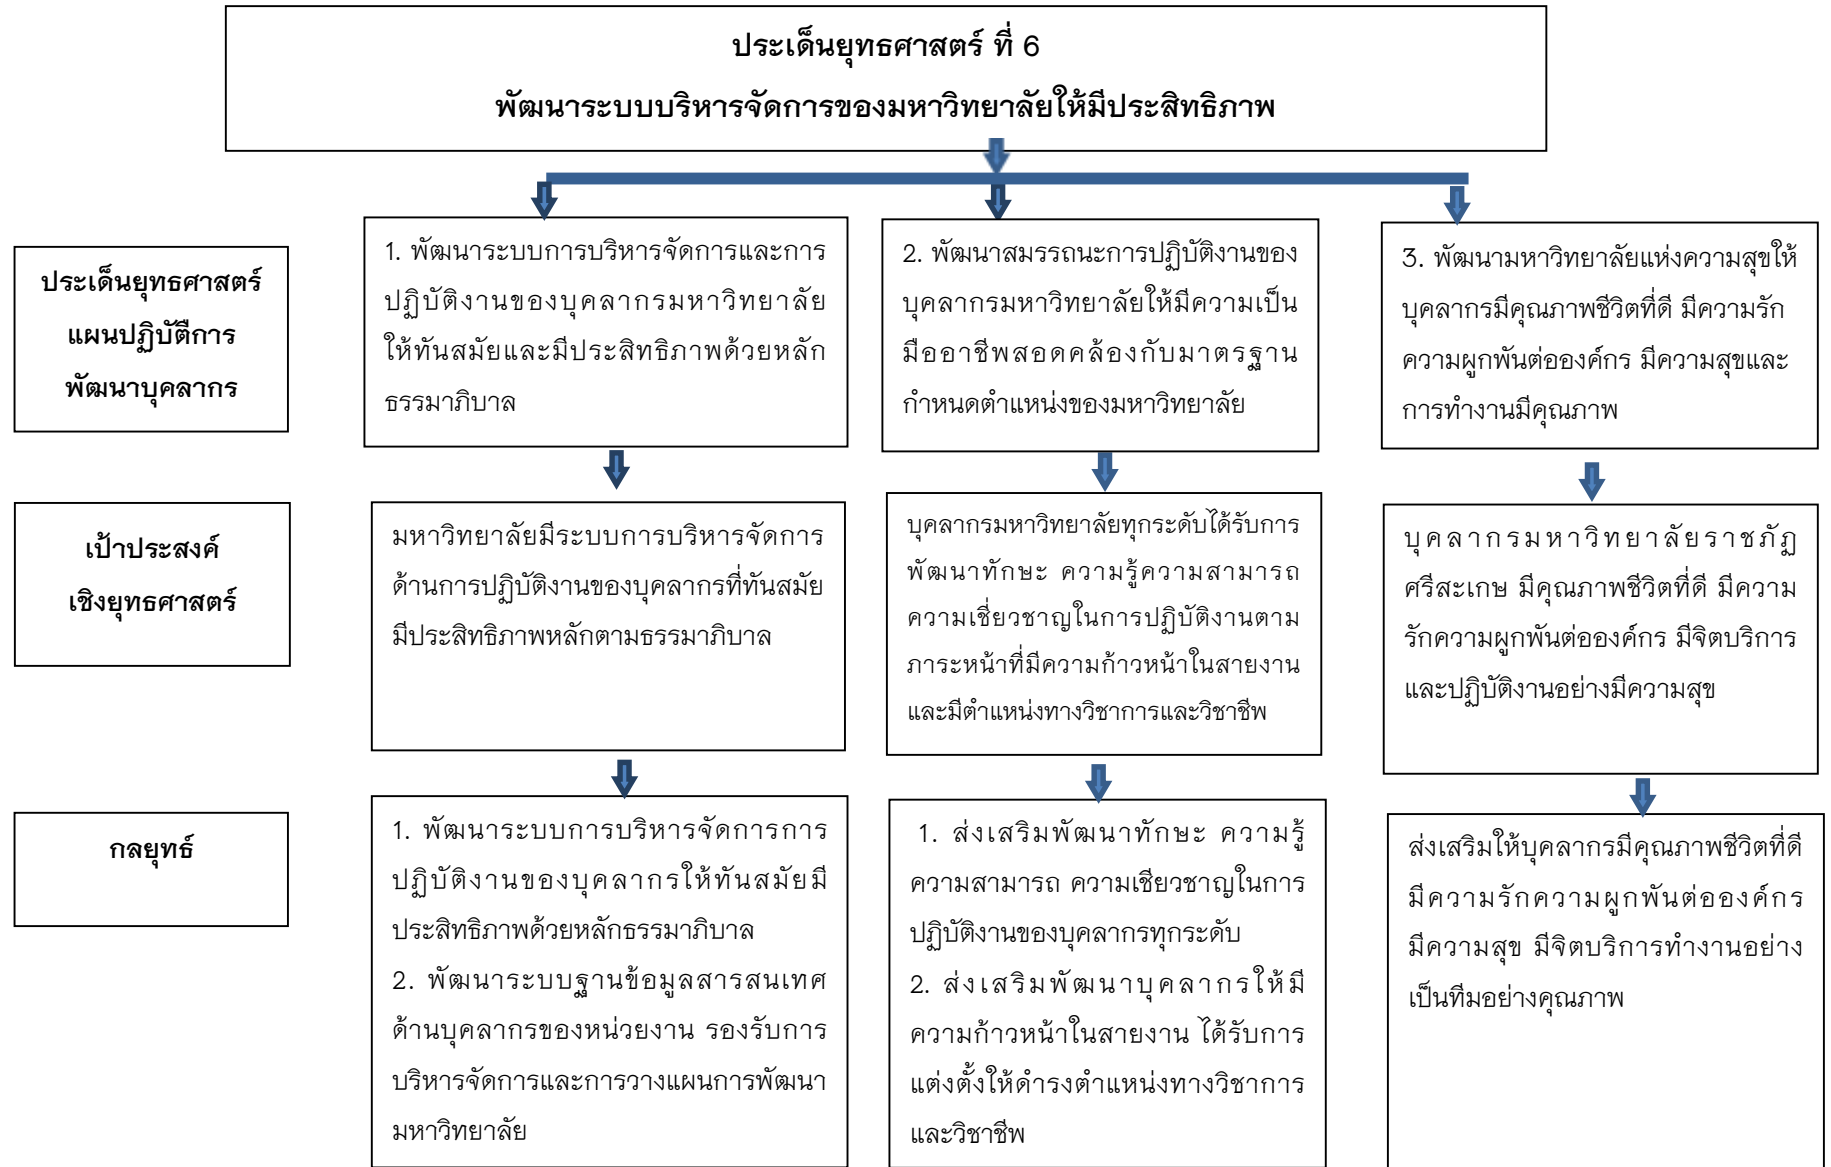 ประเด็นยุทธศาสตร์ ที่ 6
พัฒนาระบบบริหารจัดการของมหาวิทยาลัยให้มีประสิทธิภาพ
ประเด็นยุทธศาสตร์
แผนปฏิบัตืการ
พัฒนาบุคลากร
1. พัฒนาระบบการบริหารจัดการและการ
ปฏิบัติงานของบุคลากรมหาวิทยาลัย
ให้ทันสมัยและมีประสิทธิภาพด้วยหลัก
ธรรมาภิบาล
2. พัฒนาสมรรถนะการปฏิบัติงานของ
บุคลากรมหาวิทยาลัยให้มีความเป็น
มืออาชีพสอดคล้องกับมาตรฐาน
กำหนดตำแหน่งของมหาวิทยาลัย
3. พัฒนามหาวิทยาลัยแห่งความสุขให้
บุคลากรมีคุณภาพชีวิตที่ดี มีความรัก
ความผูกพันต่อองค์กร มีความสุขและ
การทำงานมีคุณภาพ
เป้าประสงค์
เชิงยุทธศาสตร์
มหาวิทยาลัยมีระบบการบริหารจัดการ
ด้านการปฏิบัติงานของบุคลากรที่ทันสมัย
มีประสิทธิภาพหลักตามธรรมาภิบาล
บุคลากรมหาวิทยาลัยทุกระดับได้รับการ
พัฒนาทักษะ ความรู้ความสามารถ
ความเชี่ยวชาญในการปฏิบัติงานตาม
ภาระหน้าที่มีความก้าวหน้าในสายงาน
และมีตำแหน่งทางวิชาการและวิชาชีพ
บุคลากรมหาวิทยาลัยราชภัฏ
ศรีสะเกษ มีคุณภาพชีวิตที่ดี มีความ
รักความผูกพันต่อองค์กร มีจิตบริการ
และปฏิบัติงานอย่างมีความสุข
กลยุทธ์
1. พัฒนาระบบการบริหารจัดการการ
ปฏิบัติงานของบุคลากรให้ทันสมัยมี
ประสิทธิภาพด้วยหลักธรรมาภิบาล
2. พัฒนาระบบฐานข้อมูลสารสนเทศ
ด้านบุคลากรของหน่วยงาน รองรับการ
บริหารจัดการและการวางแผนการพัฒนา
มหาวิทยาลัย
1. ส่งเสริมพัฒนาทักษะ ความรู้
ความสามารถ ความเชียวชาญในการ
ปฏิบัติงานของบุคลากรทุกระดับ
2. ส่งเสริมพัฒนาบุคลากรให้มี
ความก้าวหน้าในสายงาน ได้รับการ
แต่งตั้งให้ดำรงตำแหน่งทางวิชาการ
และวิชาชีพ
ส่งเสริมให้บุคลากรมีคุณภาพชีวิตที่ดี
มีความรักความผูกพันต่อองค์กร
มีความสุข มีจิตบริการทำงานอย่าง
เป็นทีมอย่างคุณภาพ